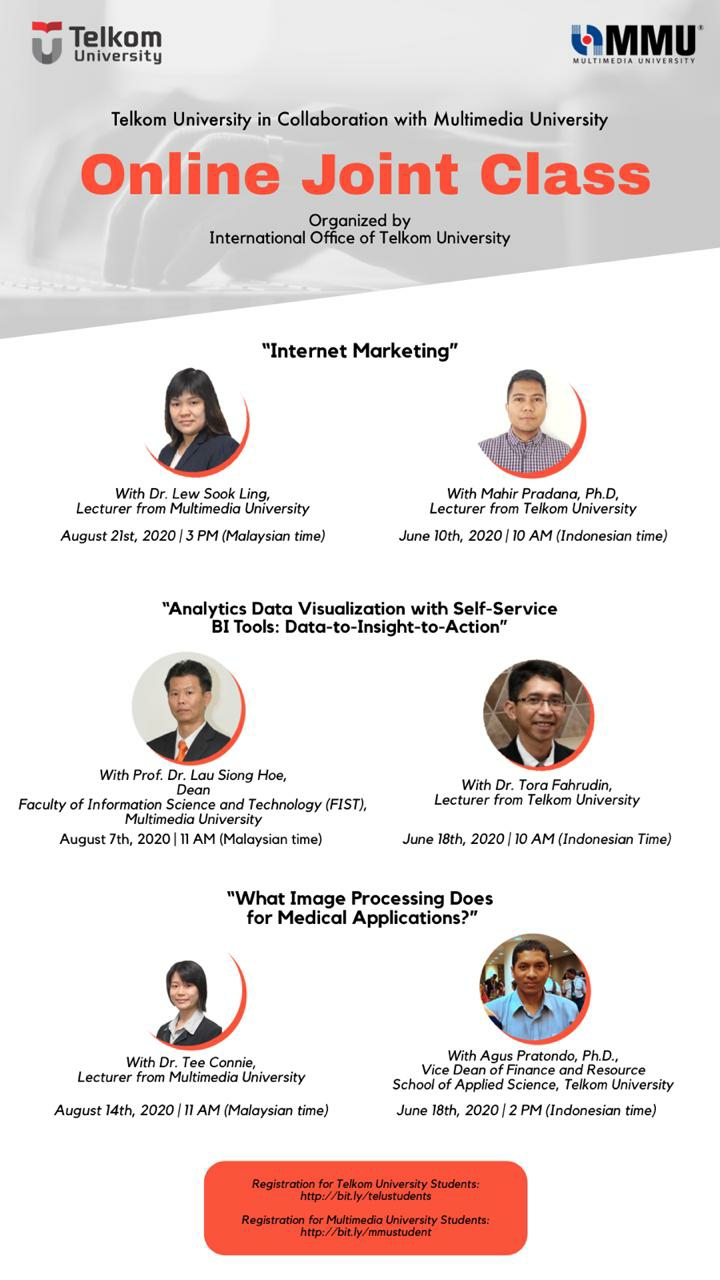 Telkom
University
MMU®
MULTIMEDIA UNIVERSITY
Telkom University in Collaboration with Multimedia University
Online Joint Class
Organized by
International Office of Telkom University
“Internet Marketing”
With Dr. Lew Sook Ling,
Lecturer from Multimedia University
August 21st, 2020 | 3 PM (Malaysian time)
With Mahir Pradana, Ph.D,
Lecturer from Telkom University
June 10th, 2020 | 10 AM (Indonesian time)
“Analytics Data Visualization with Self-Service
BI Tools: Data-to-Insight-to-Action”
With Prof. Dr. Lau Siong Hoe,
Dean
Faculty of Information Science and Technology (FIST),
Multimedia University
August 7th, 2020 | 11 AM (Malaysian time)
With Dr. Tora Fahrudin,
Lecturer from Telkom University
June 18th, 2020 | 10 AM (Indonesian Time)
“What Image Processing Does
for Medical Applications?”
With Dr. Tee Connie,
Lecturer from Multimedia University
August 14th, 2020 | 11 AM (Malaysian time)
With Agus Pratondo, Ph.D.,
Vice Dean of Finance and Resource
School of Applied Science, Telkom University
June 18th, 2020 | 2 PM (Indonesian time)
Registration for Telkom University Students:
http://bit.ly/telustudents
Registration for Multimedia University Students:
http://bit.ly/mmustudent